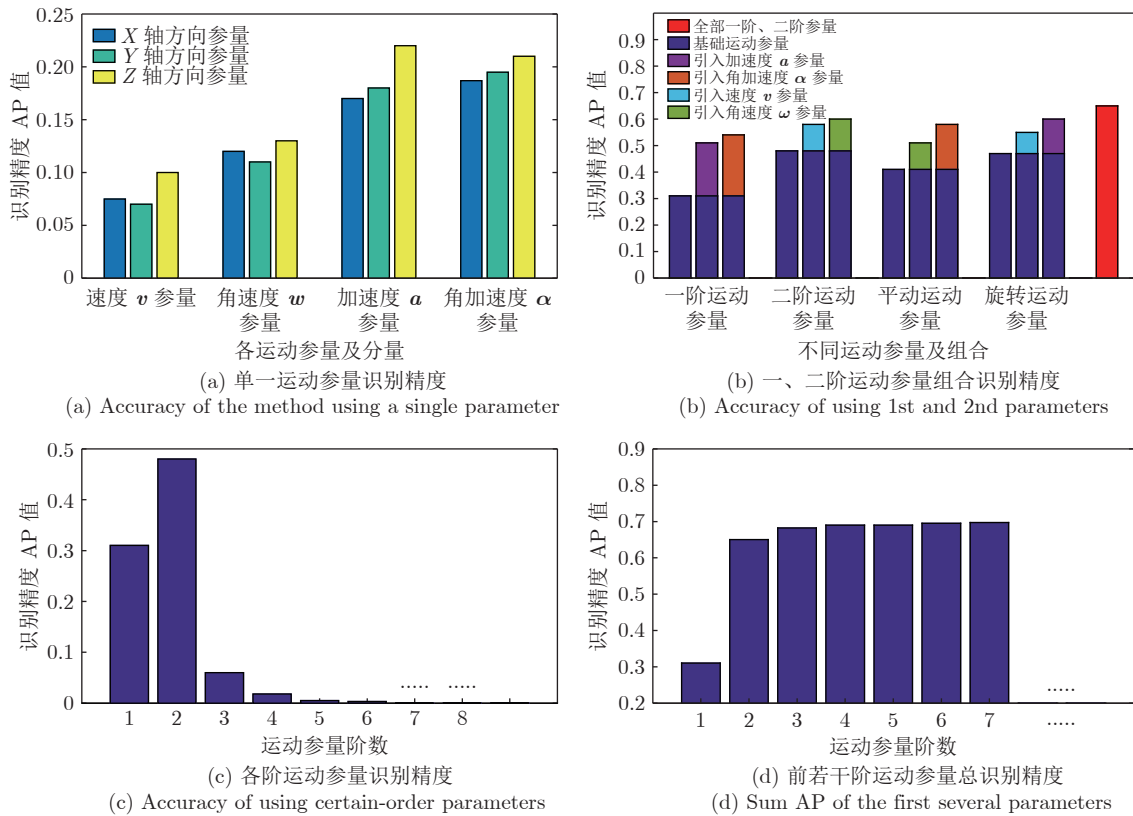 识别精度 AP 值
0.25
0.20
0.15
0.10
0.05
0
X 轴方向参量
Y 轴方向参量
Z 轴方向参量
速度 v 参量
角速度 w
参量
加速度 a
参量
角加速度 α
参量
各运动参量及分量
(a) 单一运动参量识别精度
(a) Accuracy of the method using a single parameter
识别精度 AP 值
0.9
0.8
0.7
0.6
0.5
0.4
0.3
0.2
0.1
0
全部一阶、二阶参量
基础运动参量
引入加速度 a 参量
引入角加速度 α 参量
引入速度 v 参量
引入角速度 ω 参量
一阶运动
参量
二阶运动
参量
平动运动
参量
旋转运动
参量
不同运动参量及组合
(b) 一、二阶运动参量组合识别精度
(b) Accuracy of using 1st and 2nd parameters
识别精度 AP 值
0.5
0.4
0.3
0.2
0.1
0
..... .....
1 2 3 4 5 6 7 8
运动参量阶数
(c) 各阶运动参量识别精度
(c) Accuracy of using certain-order parameters
识别精度 AP 值
0.9
0.8
0.7
0.6
0.5
0.4
0.3
0.2
.....
1 2 3 4 5 6 7 .....
运动参量阶数
(d) 前若干阶运动参量总识别精度
(d) Sum AP of the first several parameters